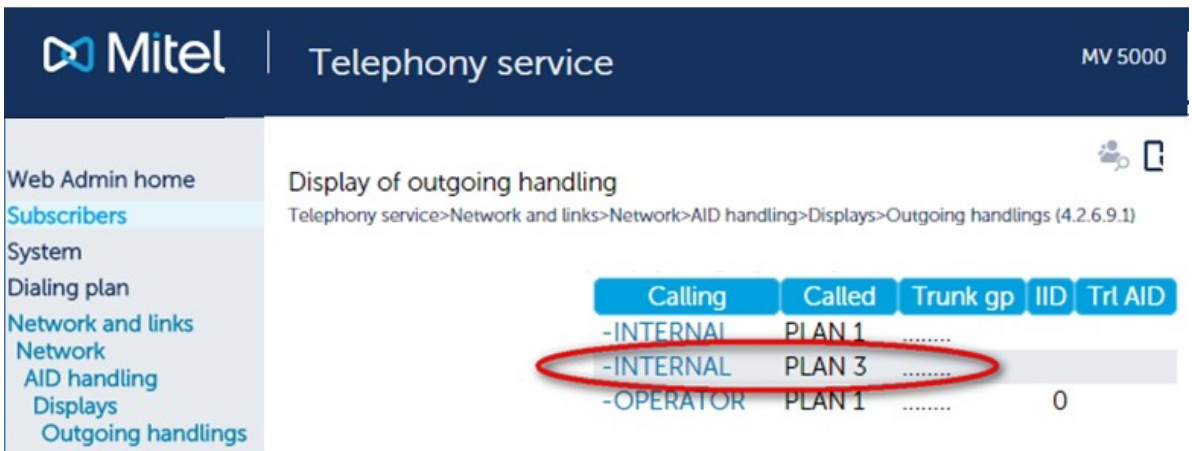 Mitel
Telephony service
MV 5000
Web Admin home
Subscribers
System
Dialing plan
Network and links
Network
AID handling
Displays
Outgoing handlings
Display of outgoing handling
Telephony service>Network and links>Network>AID handling>Displays>Outgoing handlings (4.2.6.9.1)
Calling Called Trunk gp IID Trl AID
-INTERNAL PLAN 1 ........
-INTERNAL PLAN 3 ........
-OPERATOR PLAN 1 ........ 0